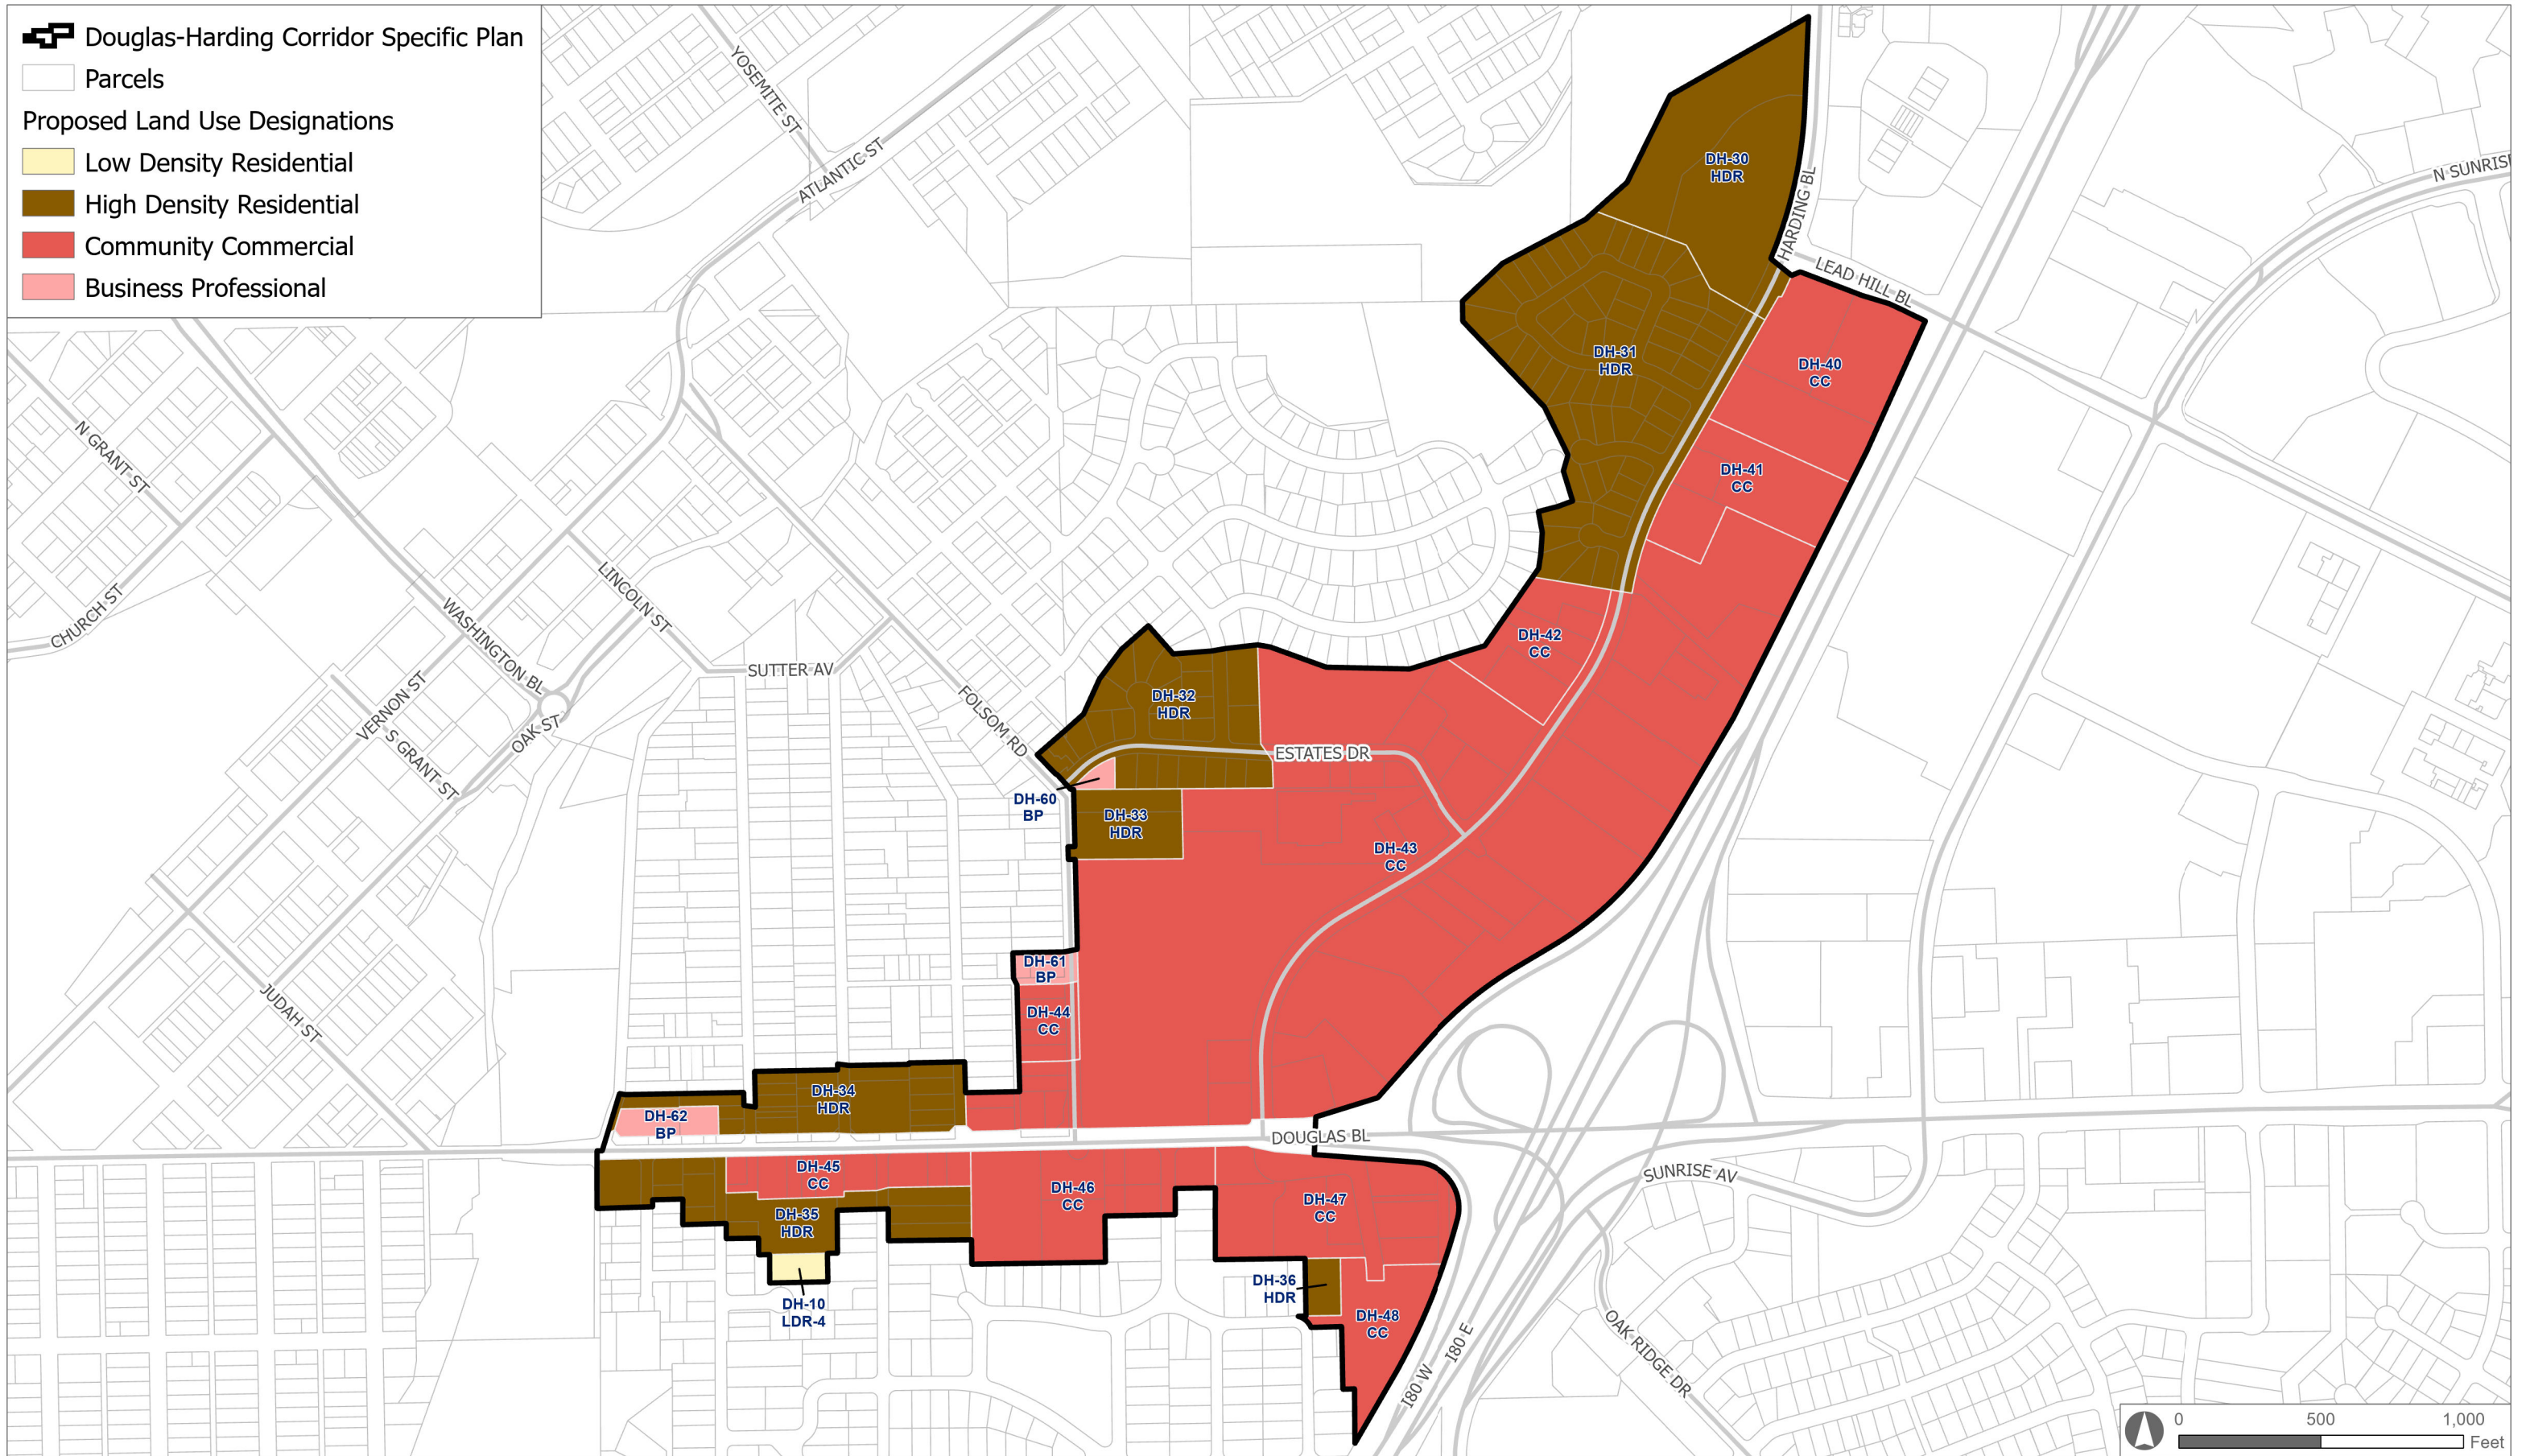 Douglas-Harding Corridor Specific Plan
Parcels
Proposed Land Use Designations
Low Density Residential
High Density Residential
Community Commercial
Business Professional
YOSEMITE ST
ATLANTIC ST
N SUNRIS
DH-30
HDR
HARDING BL
LEAD HILL BL
DH-31
HDR
DH-40
CC
N GRANT ST
DH-41
CC
CHURCH ST
WASHINGTON BL
LINCOLN ST
SUTTER AV
VERNON ST
S GRANT ST
OAK ST
FOLSOM RD
DH-42
CC
DH-32
HDR
ESTATES DR
DH-60
BP
DH-33
HDR
DH-43
CC
DH-61
BP
DH-44
CC
JUDAH ST
DH-34
HDR
DH-62
BP
DOUGLAS BL
DH-45
CC
DH-46
CC
DH-47
CC
SUNRISE AV
DH-35
HDR
DH-10
LDR-4
DH-36
HDR
DH-48
CC
I80 W
I80 E
OAK RIDGE DR
0 500 1,000
Feet